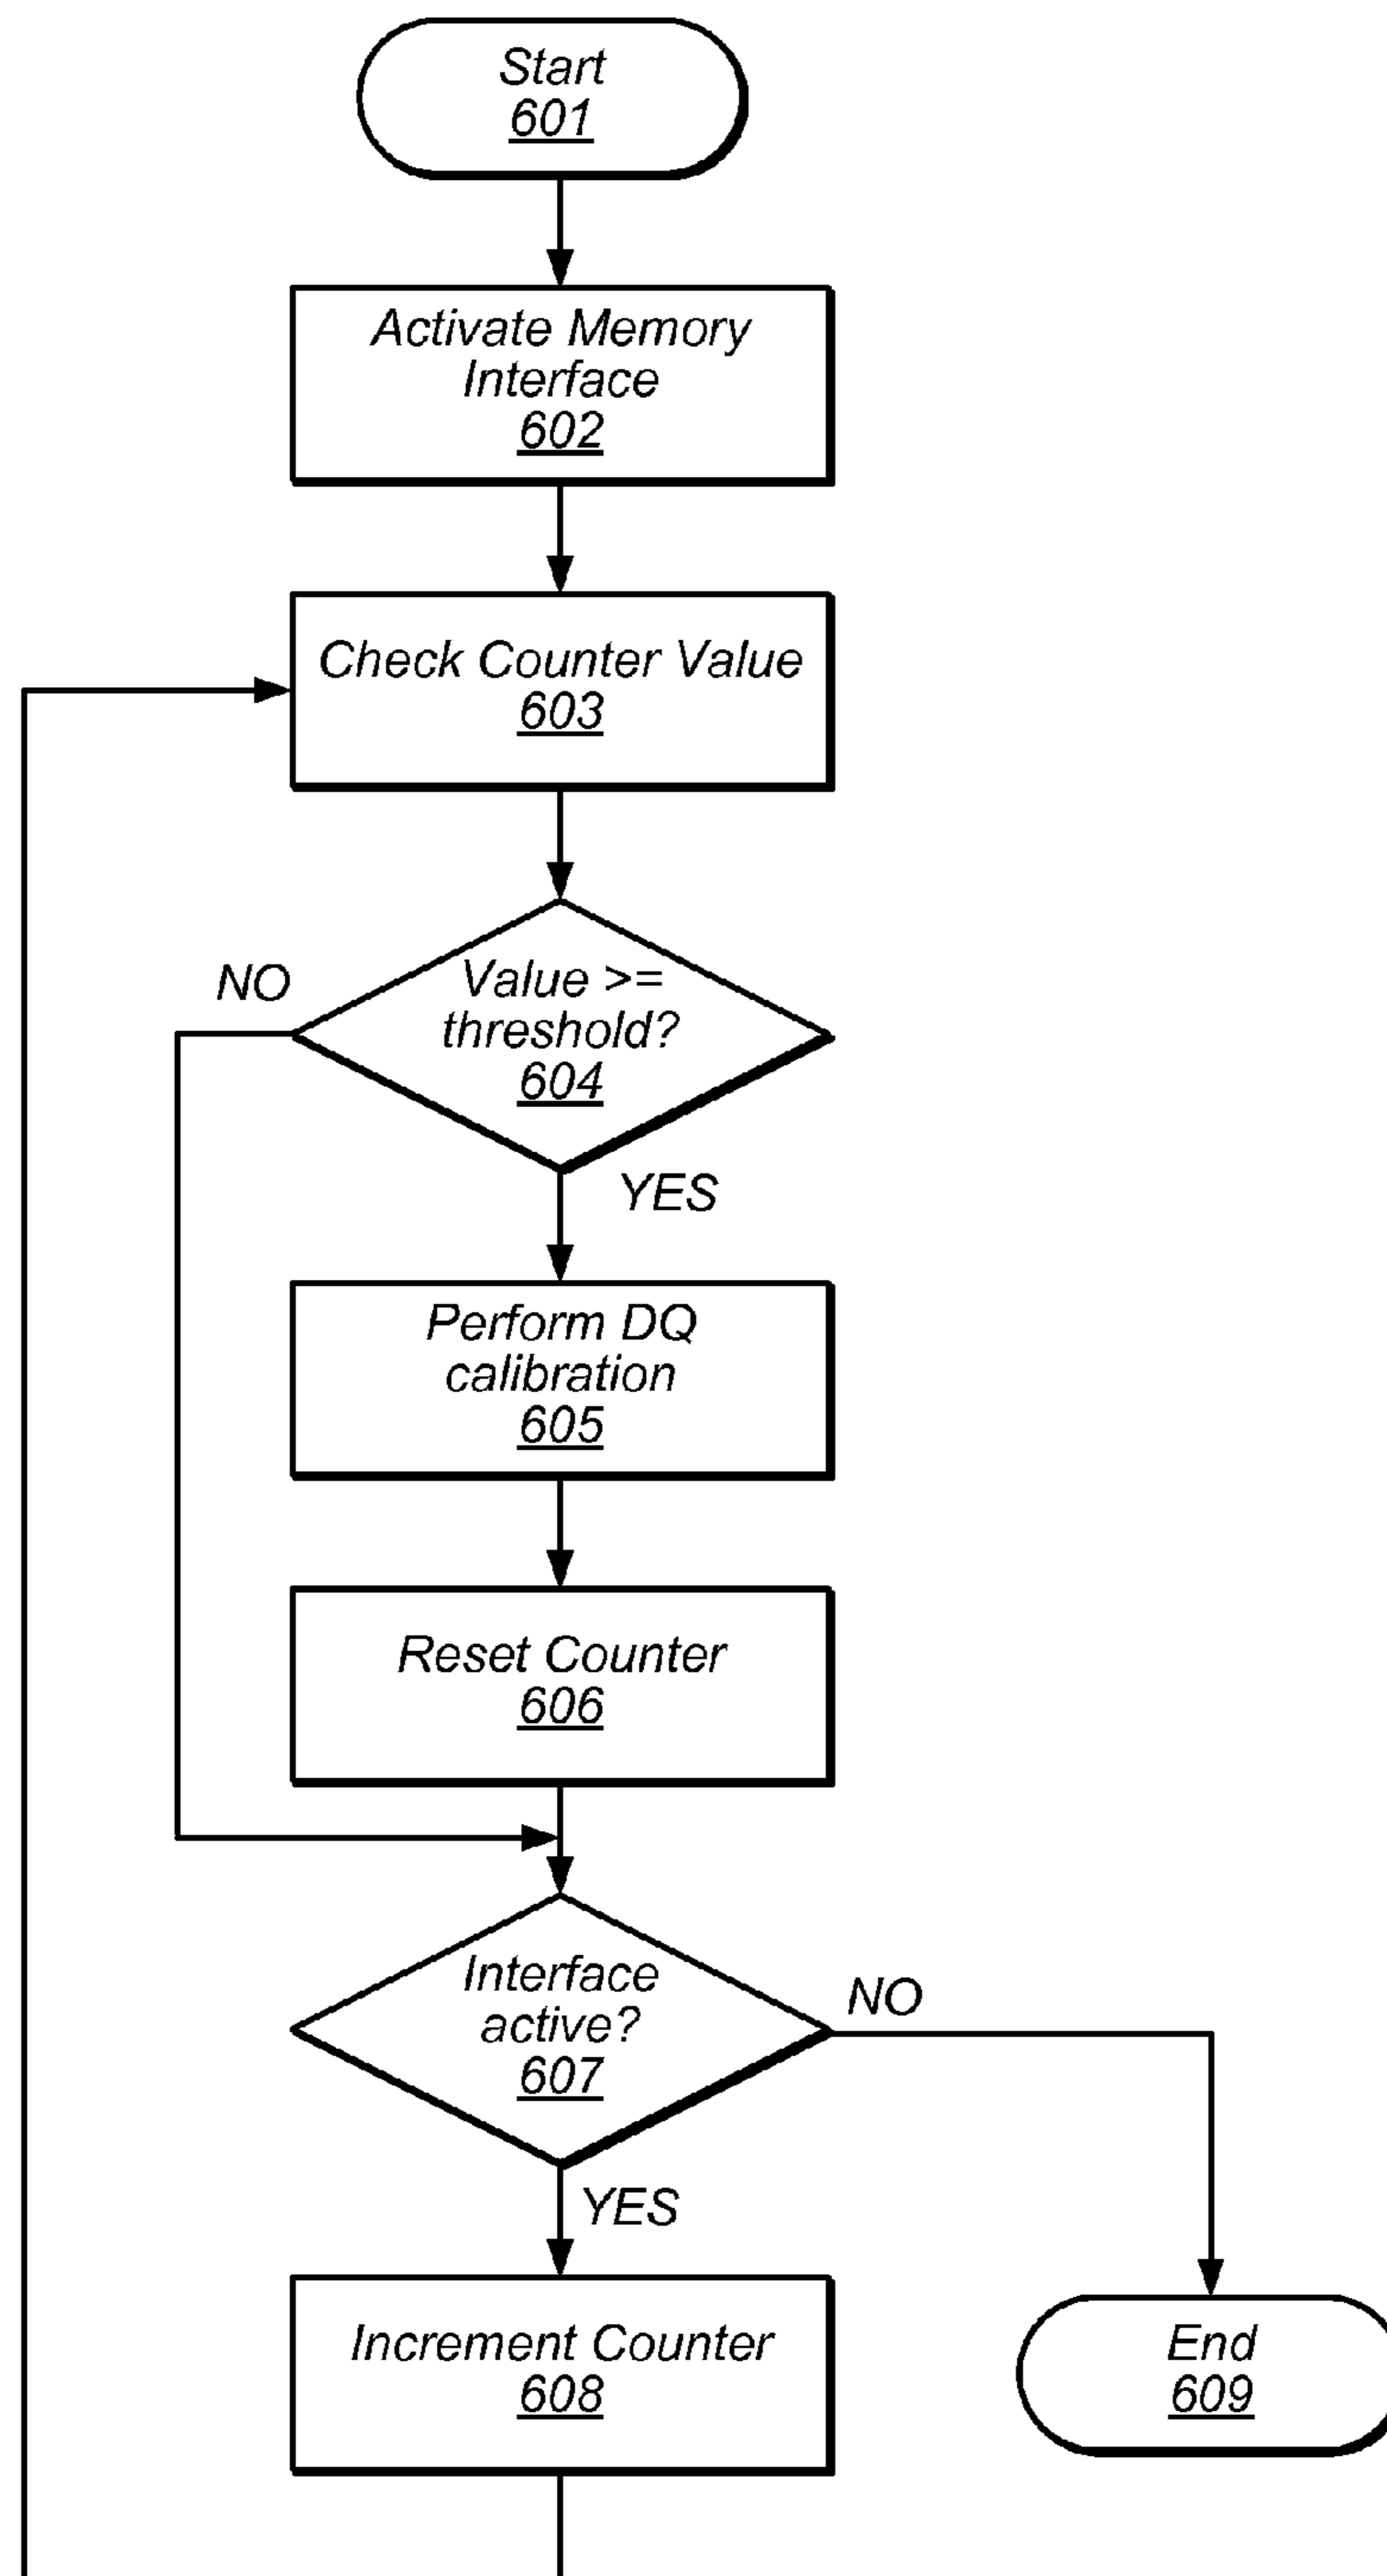 Start
601
Activate Memory
Interface
602
Check Counter Value
603
NO
Value >=
threshold?
604
YES
Perform DQ
calibration
605
Reset Counter
606
Interface
active?
607
NO
YES
Increment Counter
608
End
609